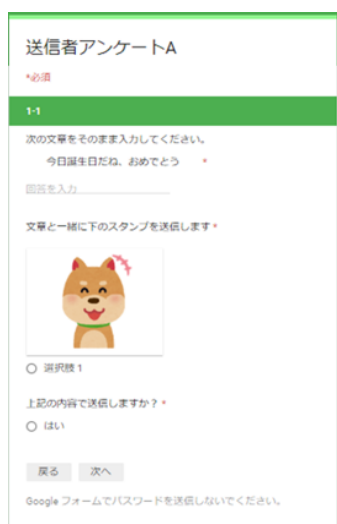 送信者アンケートA
*必須
1-1
次の文章をそのまま入力してください。
今日誕生日だね、おめでとう *
回答を入力
文章と一緒に下のスタンプを送信します *
選択肢 1
上記の内容で送信しますか？ *
はい
戻る 次へ
Google フォームでパスワードを送信しないでください。